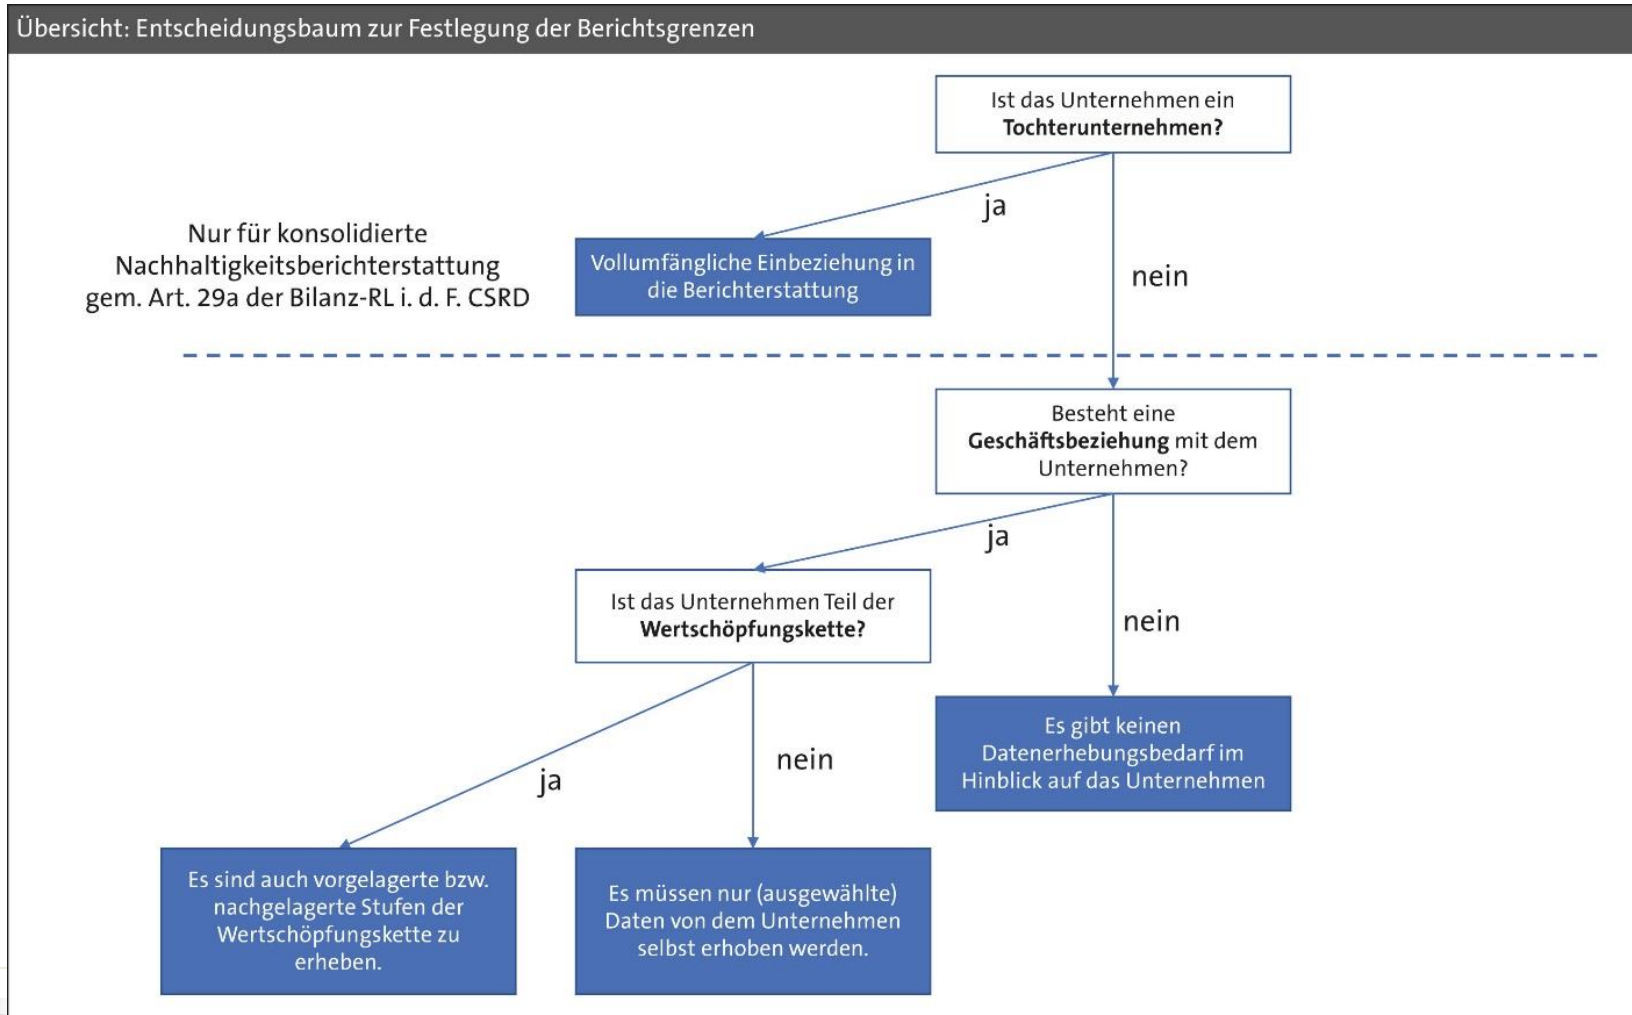 Übersicht: Entscheidungsbaum zur Festlegung der Berichtsgrenzen
Ist das Unternehmen ein
Tochterunternehmen?
ja
Nur für konsolidierte
Nachhaltigkeitsberichterstattung
gem. Art. 29a der Bilanz-RL i. d. F. CSRD
Vollumfängliche Einbeziehung in
die Berichterstattung
nein
Besteht eine
Geschäftsbeziehung mit dem
Unternehmen?
ja
nein
Ist das Unternehmen Teil der
Wertschöpfungskette?
Es gibt keinen
Datenerhebungsbedarf im
Hinblick auf das Unternehmen
ja
nein
Es sind auch vorgelagerte bzw.
nachgelagerte Stufen der
Wertschöpfungskette zu
erheben.
Es müssen nur (ausgewählte)
Daten von dem Unternehmen
selbst erhoben werden.